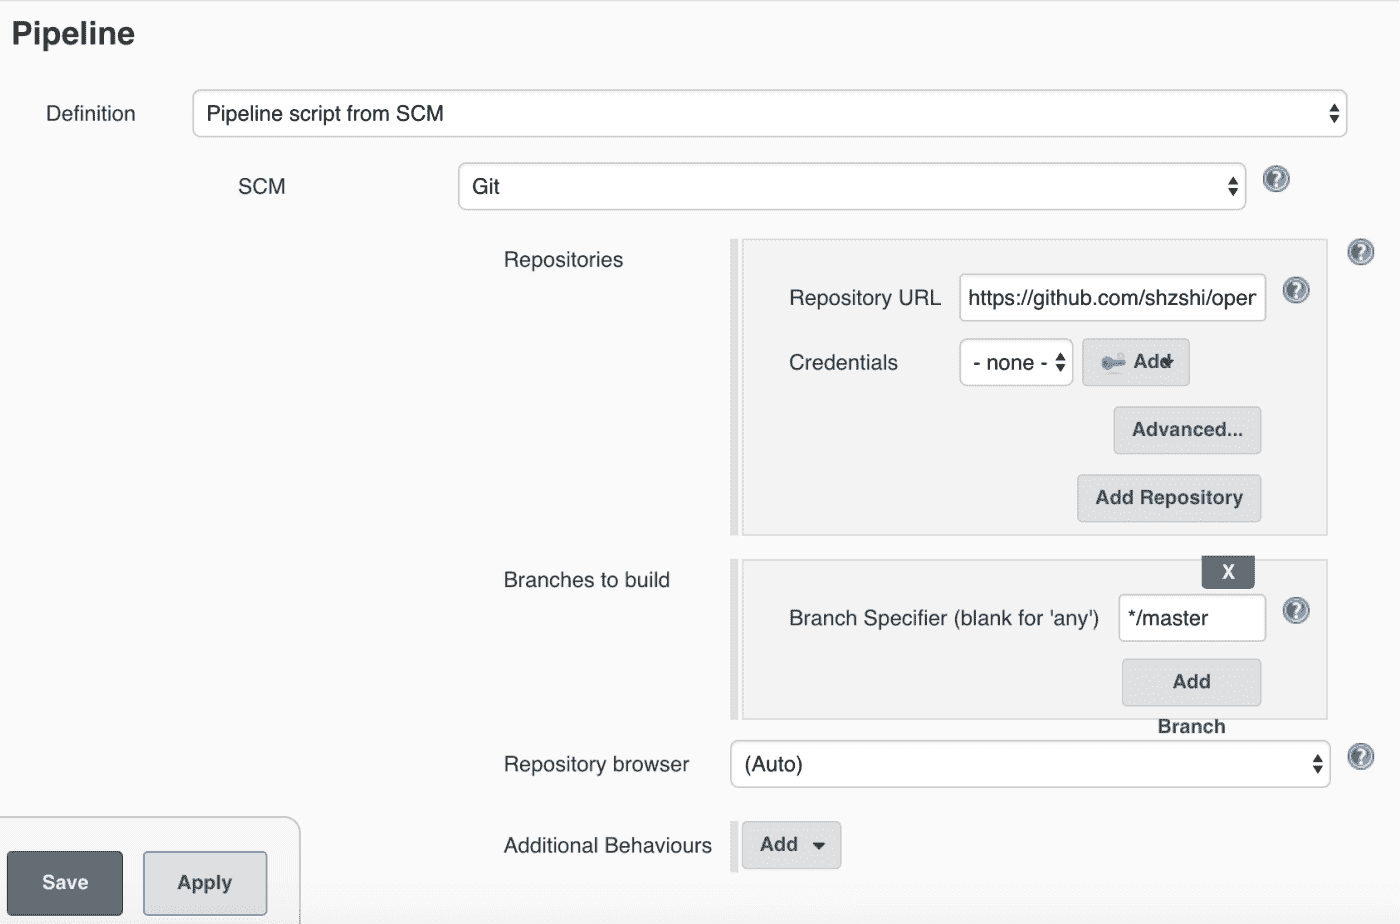 Pipeline
Definition
Pipeline script from SCM
SCM
Git
Repositories
Repository URL
https://github.com/shzshi/oper
Credentials
- none -
Add
Advanced...
Add Repository
Branches to build
X
Branch Specifier (blank for 'any')
*/master
Add
Branch
Repository browser
(Auto)
Additional Behaviours
Add
Save
Apply